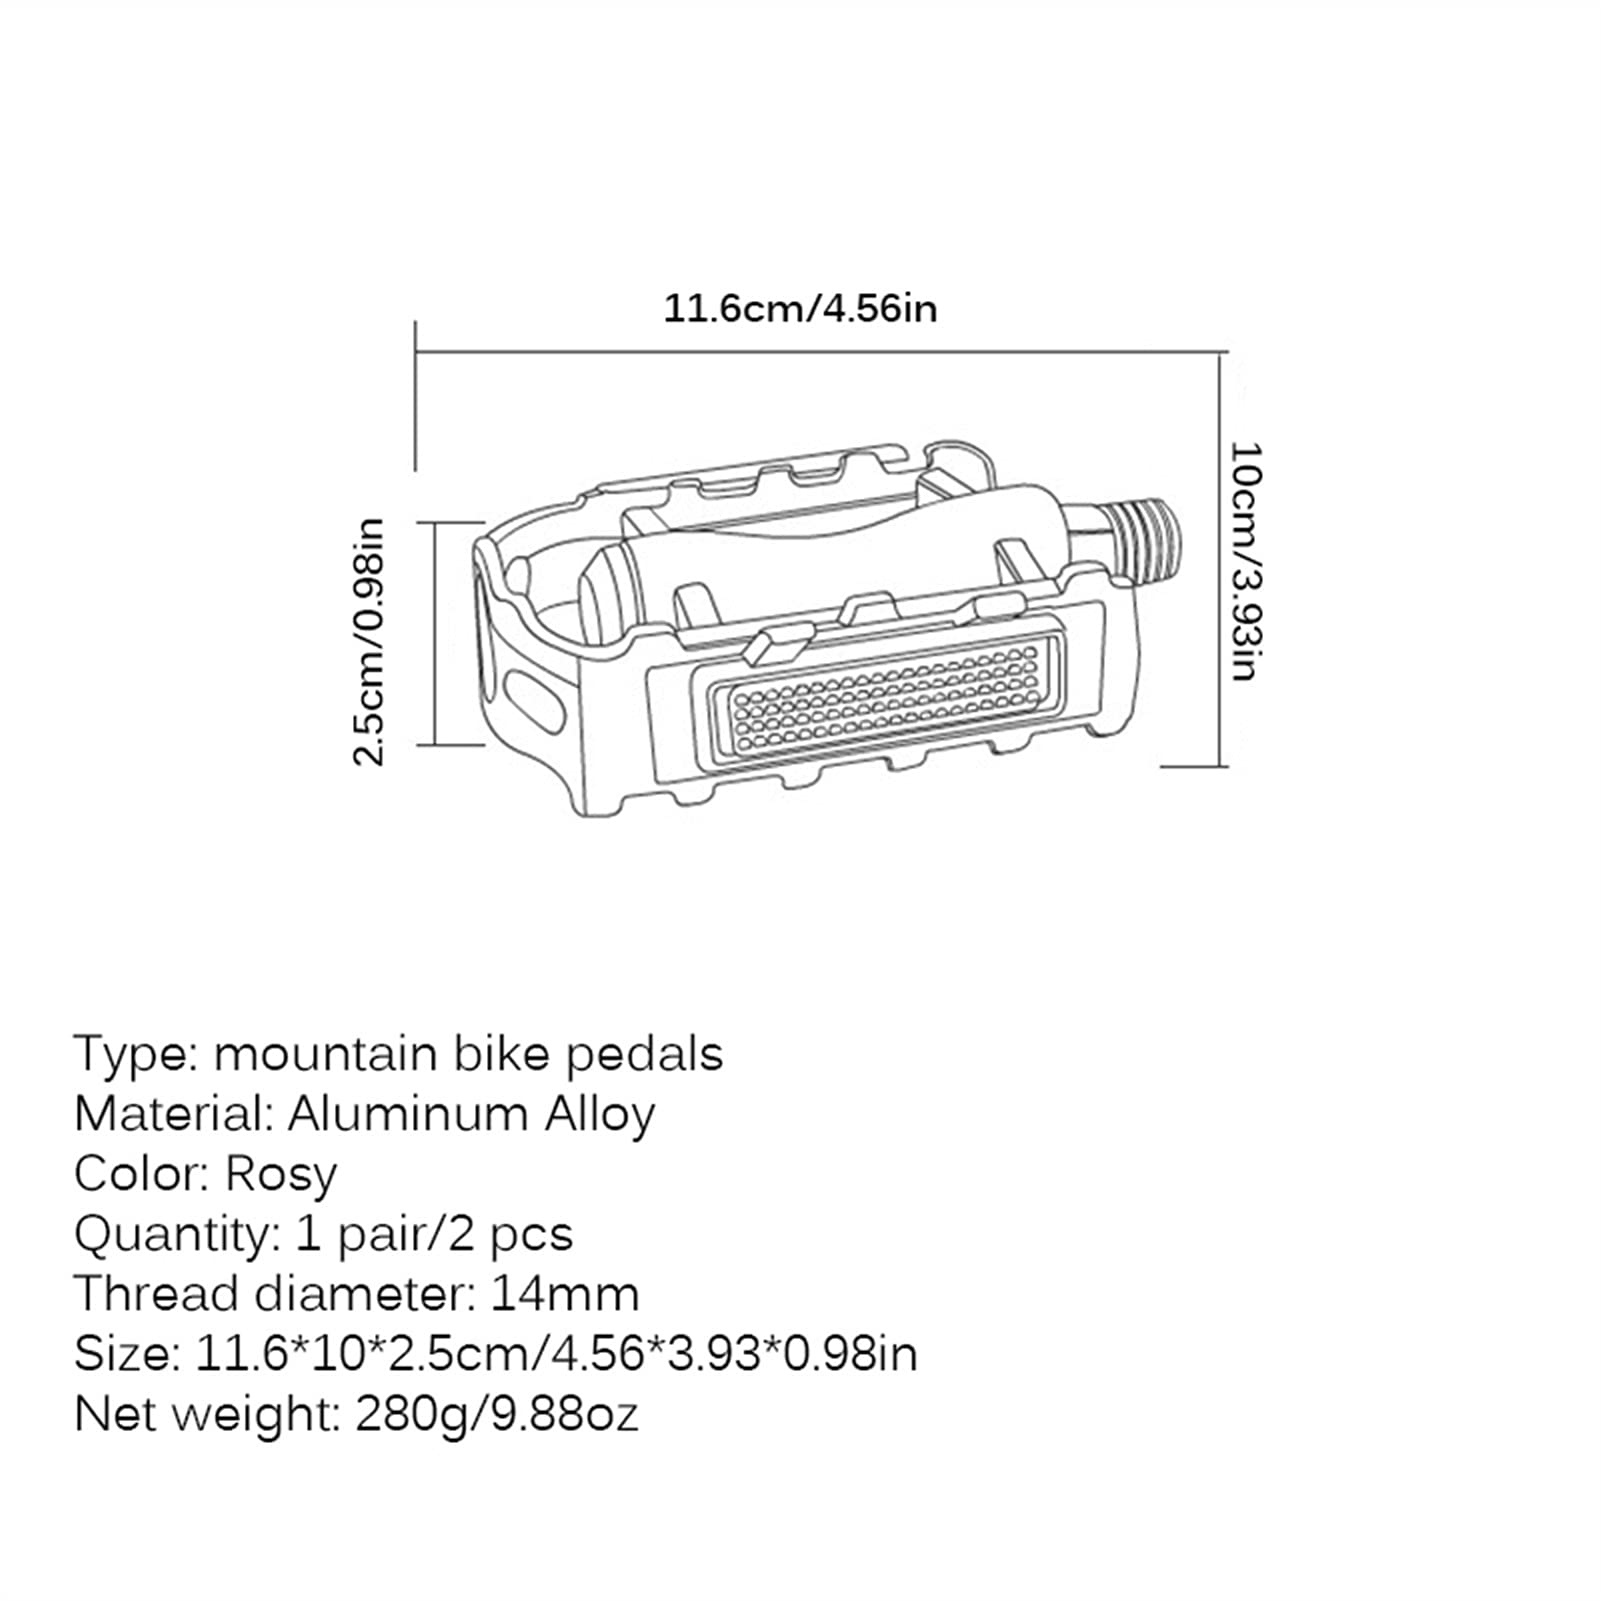 11.6cm/4.56in
10cm/3.93in
2.5cm/0.98in
Type: mountain bike pedals
Material: Aluminum Alloy
Color: Rosy
Quantity: 1 pair/2 pcs
Thread diameter: 14mm
Size: 11.6*10*2.5cm/4.56*3.93*0.98in
Net weight: 280g/9.88oz